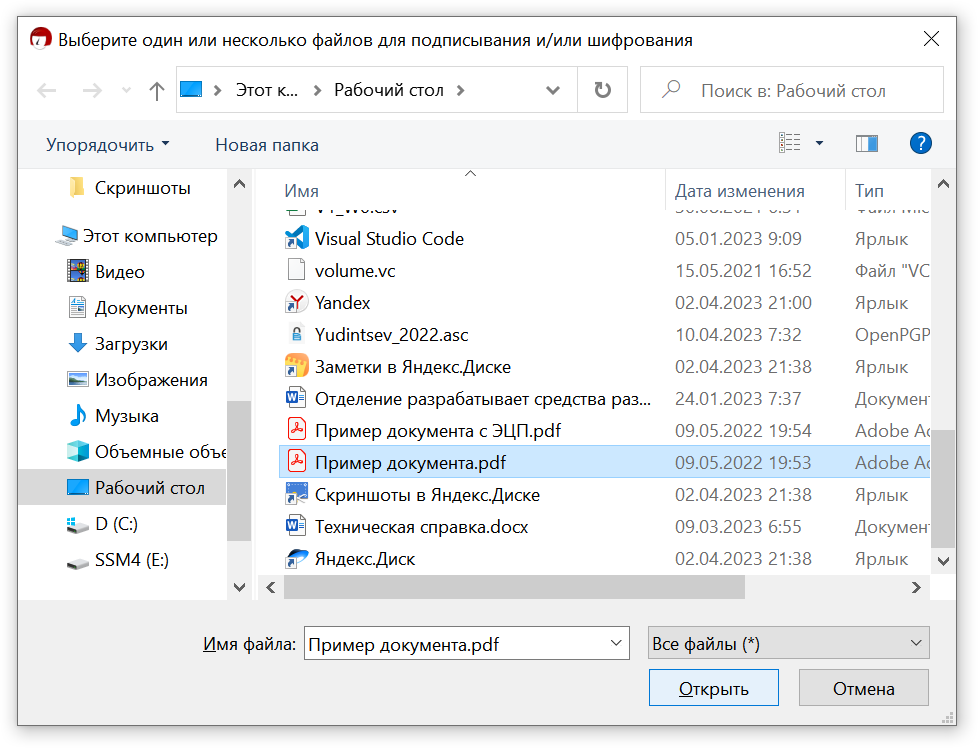 Выберите один или несколько файлов для подписывания и/или шифрования
Этот к... Рабочий стол
Поиск в: Рабочий стол
Упорядочить Новая папка
?
Скриншоты
Этот компьютер
Видео
Документы
Загрузки
Изображения
Музыка
Объемные объе
Рабочий стол
D (C:)
SSM4 (E:)
Имя Дата изменения Тип
Visual Studio Code 05.01.2023 9:09 Ярлык
volume.vc 15.05.2021 16:52 Файл "VC
Yandex 02.04.2023 21:00 Ярлык
Yudintsev_2022.asc 10.04.2023 7:32 OpenPGP
Заметки в Яндекс.Диске 02.04.2023 21:38 Ярлык
Отделение разрабатывает средства раз... 24.01.2023 7:37 Документ
Пример документа с ЭЦП.pdf 09.05.2022 19:54 Adobe Ac
Пример документа.pdf 09.05.2022 19:53 Adobe Ac
Скриншоты в Яндекс.Диске 02.04.2023 21:38 Ярлык
Техническая справка.docx 09.03.2023 6:55 Документ
Яндекс.Диск 02.04.2023 21:38 Ярлык
Имя файла: Пример документа.pdf Все файлы (*)
Открыть Отмена